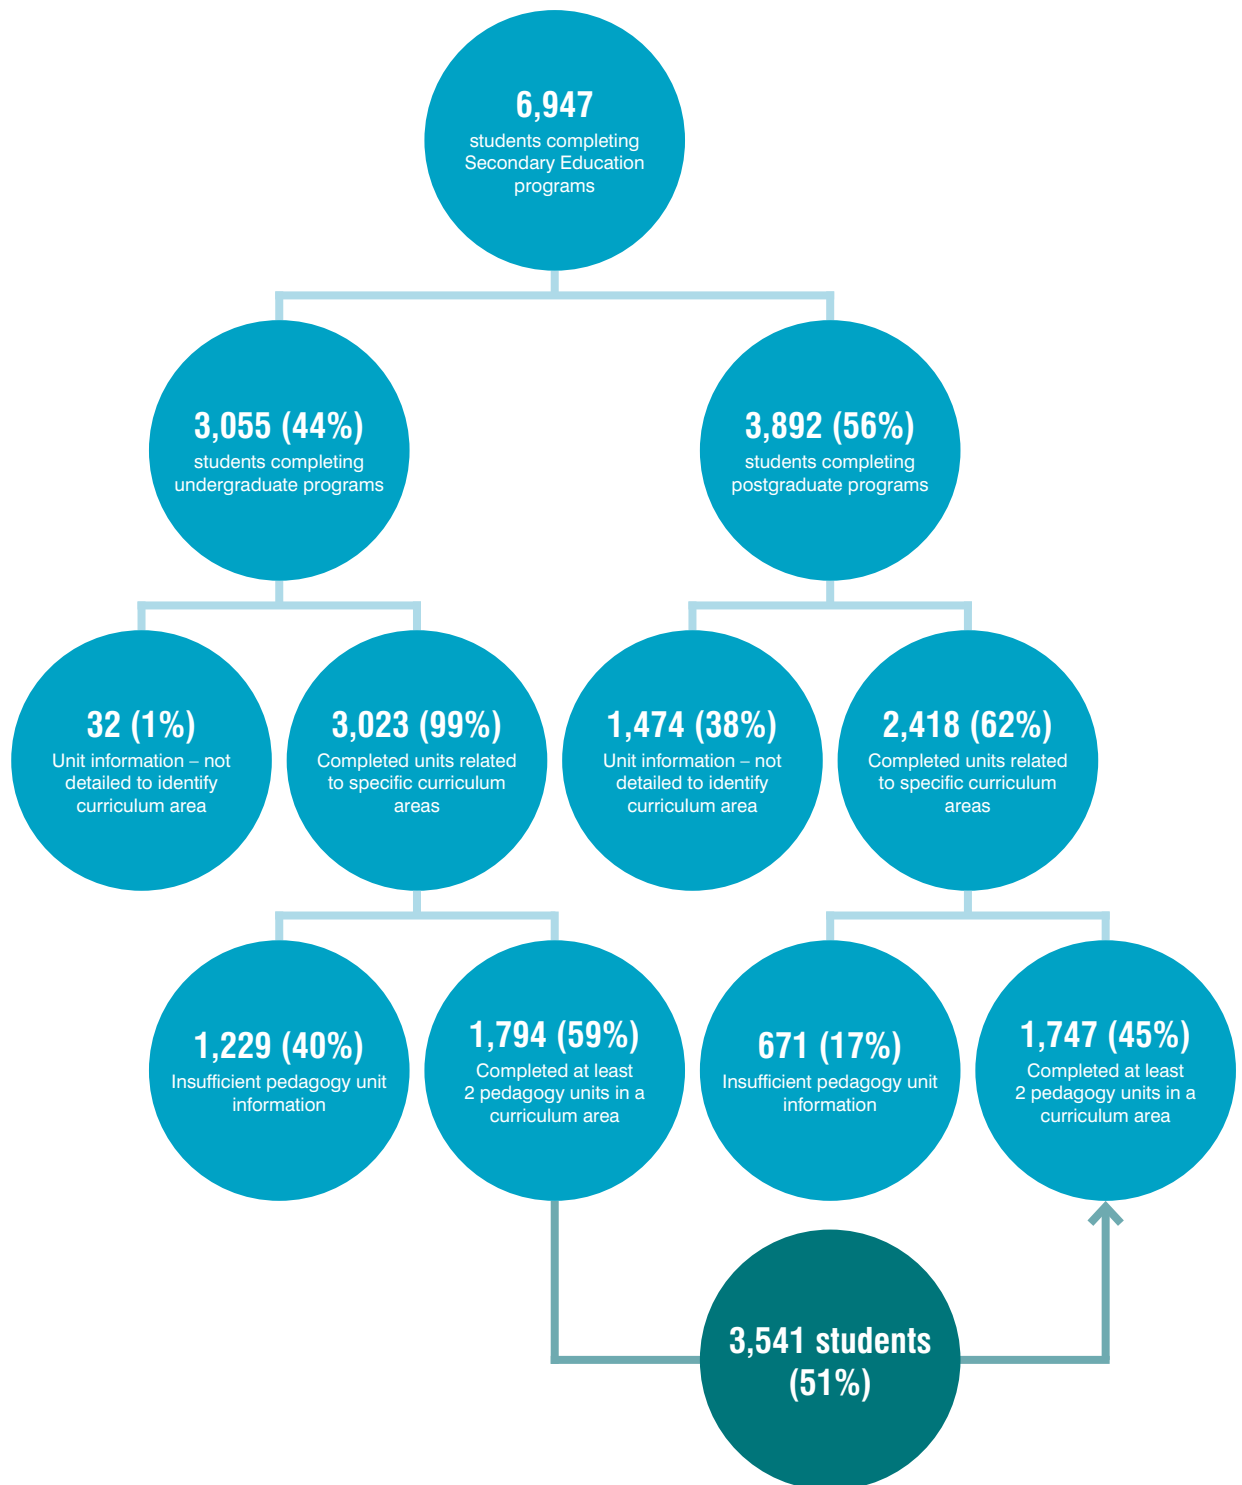 6,947
students completing
Secondary Education
programs
3,055 (44%)
students completing
undergraduate programs
3,892 (56%)
students completing
postgraduate programs
32 (1%)
Unit information – not
detailed to identify
curriculum area
3,023 (99%)
Completed units related
to specific curriculum
areas
1,474 (38%)
Unit information – not
detailed to identify
curriculum area
2,418 (62%)
Completed units related
to specific curriculum
areas
1,229 (40%)
Insufficient pedagogy unit
information
1,794 (59%)
Completed at least
2 pedagogy units in a
curriculum area
671 (17%)
Insufficient pedagogy unit
information
1,747 (45%)
Completed at least
2 pedagogy units in a
curriculum area
3,541 students
(51%)